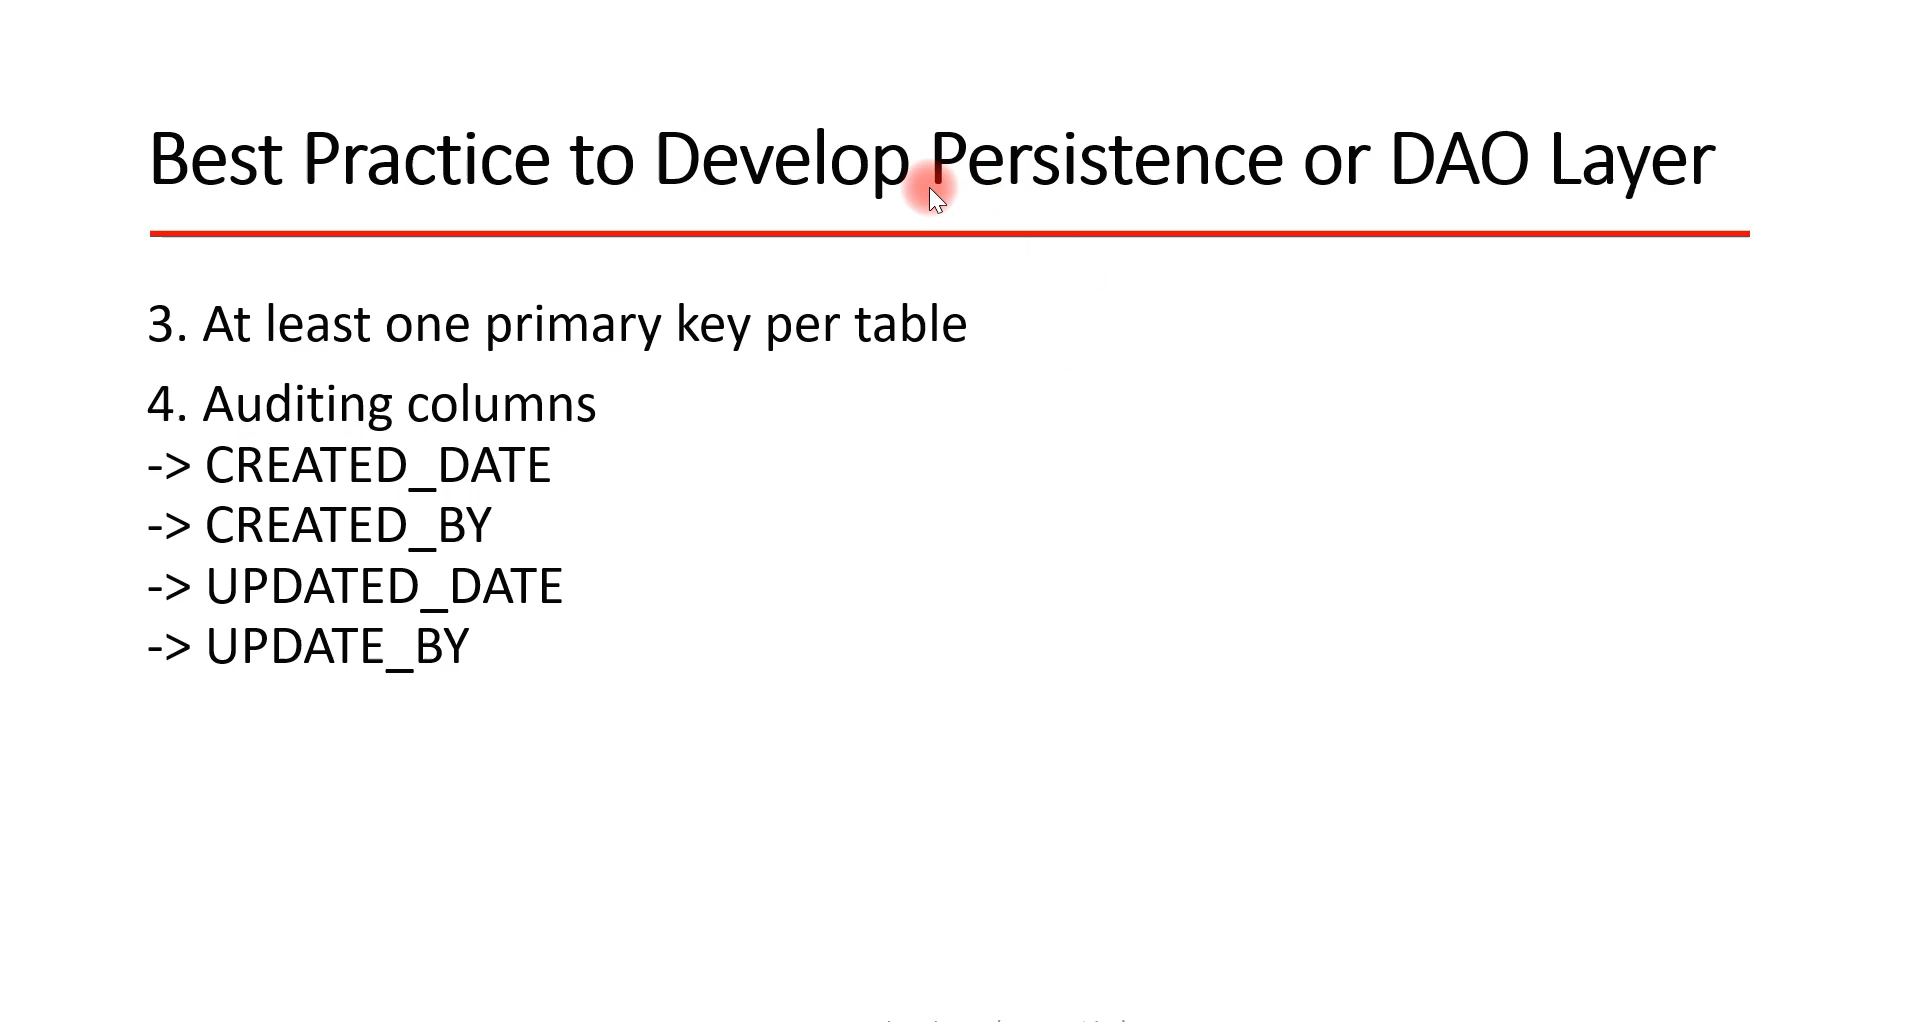 Best Practice to Develop Persistence or DAO Layer
3. At least one primary key per table
4. Auditing columns
-> CREATED_DATE
-> CREATED_BY
-> UPDATED_DATE
-> UPDATE_BY